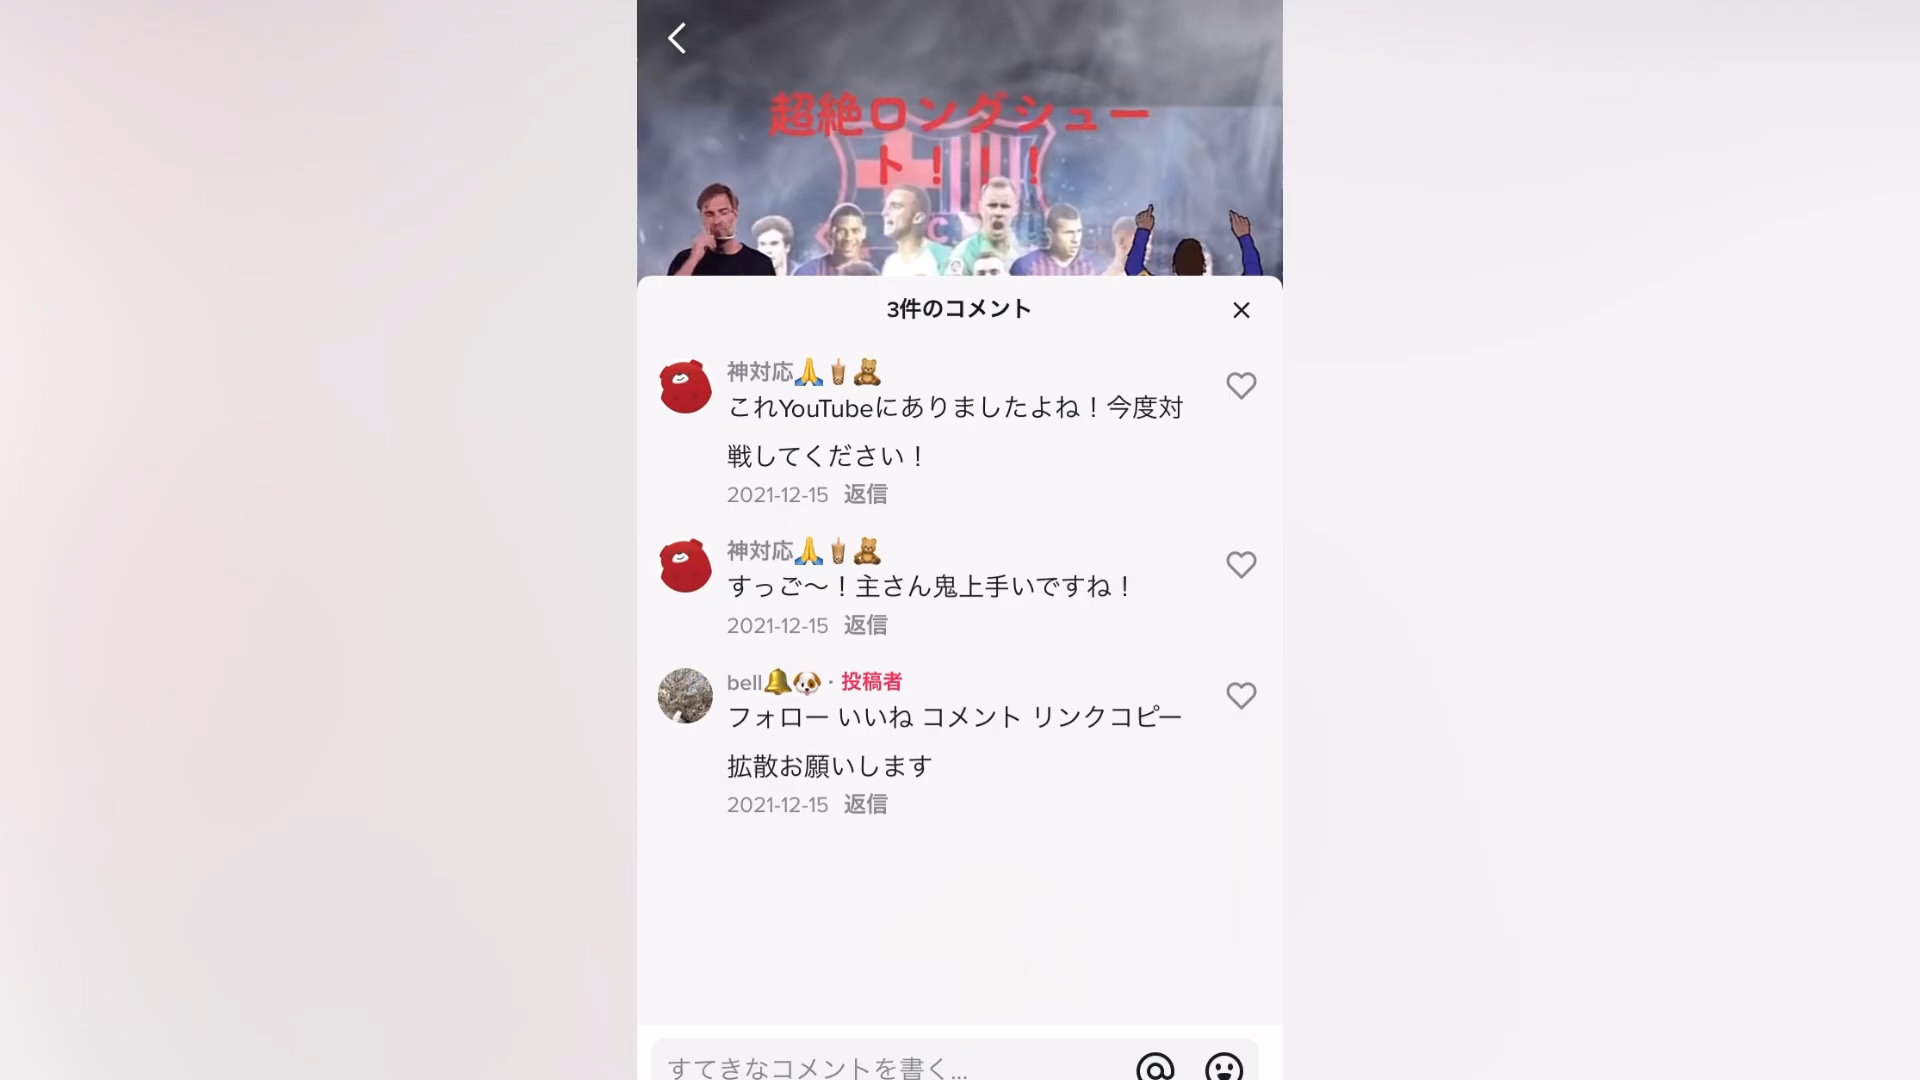 超絶ロングシュー
ト！！！
C
3件のコメント
神対応🙏🧋🧸
これYouTubeにありましたよね！今度対
戦してください！
2021-12-15 返信
神対応🙏🧋🧸
すっご〜！主さん鬼上手いですね！
2021-12-15 返信
bell🔔🐶 · 投稿者
フォロー いいね コメント リンクコピー
拡散お願いします
2021-12-15 返信
すてきなコメントを書く...